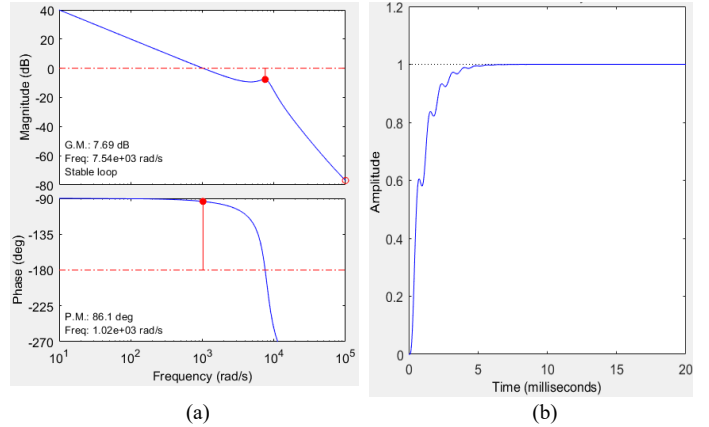 40
20
0
-20
-40
-60
-80
Magnitude (dB)
G.M.: 7.69 dB
Freq: 7.54e+03 rad/s
Stable loop
-90
-135
-180
-225
-270
Phase (deg)
P.M.: 86.1 deg
Freq: 1.02e+03 rad/s
10^1 10^2 10^3 10^4 10^5
Frequency (rad/s)
(a)
1.2
1
0.8
0.6
0.4
0.2
0
Amplitude
0 5 10 15 20
Time (milliseconds)
(b)